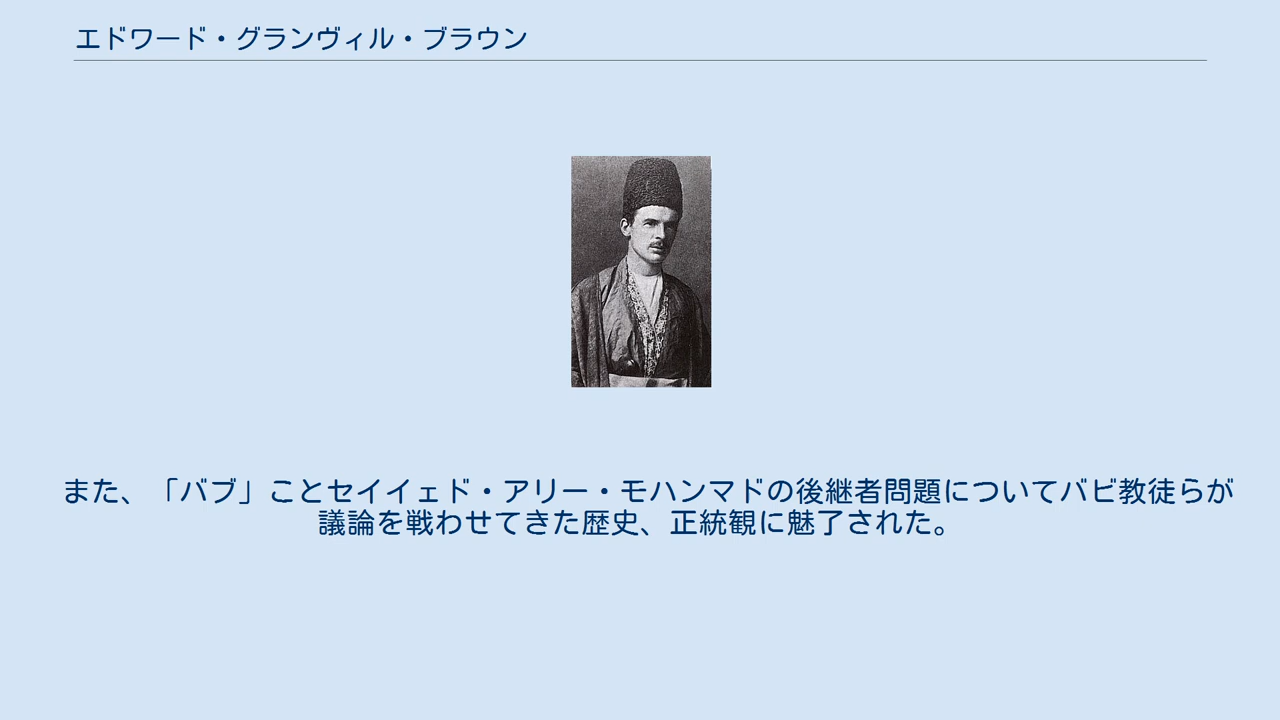 エドワード・グランヴィル・ブラウン
また、「バブ」ことセイイェド・アリー・モハンマドの後継者問題についてバビ教徒らが
議論を戦わせてきた歴史、正統観に魅了された。